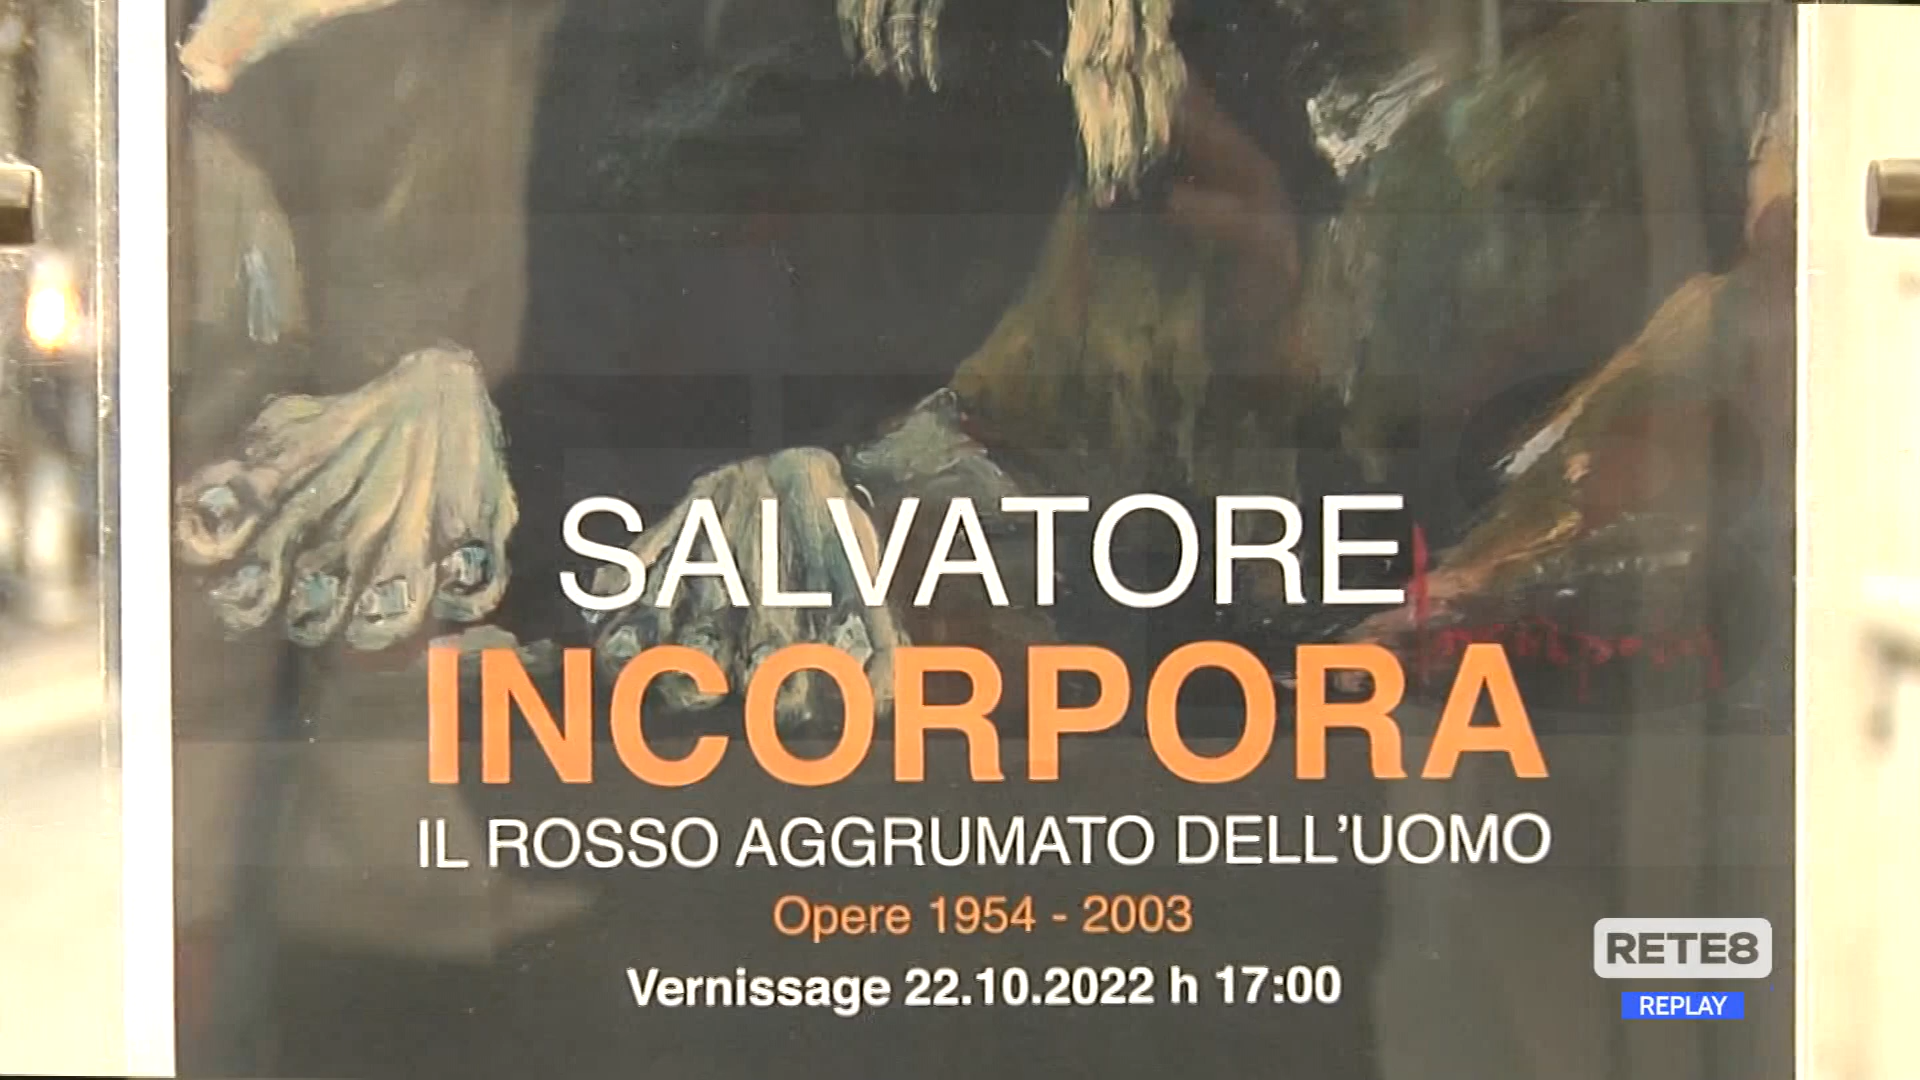 SALVATORE
INCORPORA
IL ROSSO AGGRUMATO DELL'UOMO
Opere 1954 - 2003
Vernissage 22.10.2022 h 17:00
RETE8
REPLAY